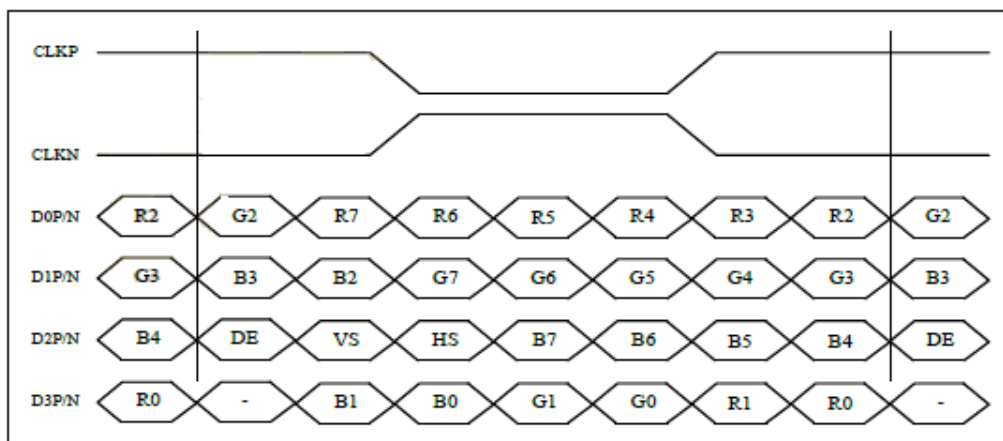 CLKP
CLKN
D0P/N R2 G2 R7 R6 R5 R4 R3 R2 G2
D1P/N G3 B3 B2 G7 G6 G5 G4 G3 B3
D2P/N B4 DE VS HS B7 B6 B5 B4 DE
D3P/N R0 - B1 B0 G1 G0 R1 R0 -